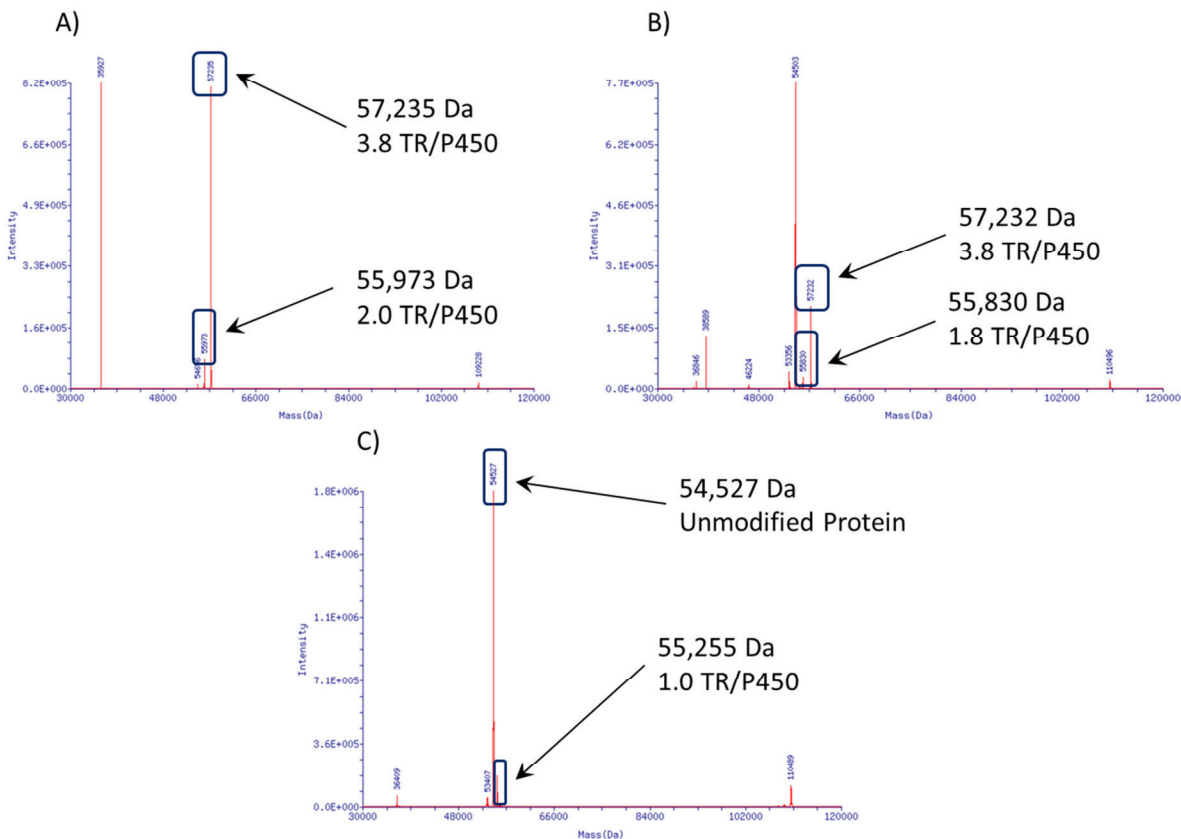 A)
8.2E+005
6.6E+005
4.9E+005
3.3E+005
1.6E+005
0.0E+000
Intensity
35927
57235
55973
109228
30000 48000 66000 84000 102000 120000
Mass(Da)
57,235 Da
3.8 TR/P450
55,973 Da
2.0 TR/P450
B)
7.7E+005
6.2E+005
4.6E+005
3.1E+005
1.5E+005
0.0E+000
Intensity
36846
38589
46224
53356
54503
55830
57232
110496
30000 48000 66000 84000 102000 120000
Mass(Da)
57,232 Da
3.8 TR/P450
55,830 Da
1.8 TR/P450
C)
1.8E+006
1.4E+006
1.1E+006
7.1E+005
3.6E+005
0.0E+000
Intensity
36409
53407
54527
110489
30000 48000 66000 84000 102000 120000
Mass(Da)
54,527 Da
Unmodified Protein
55,255 Da
1.0 TR/P450